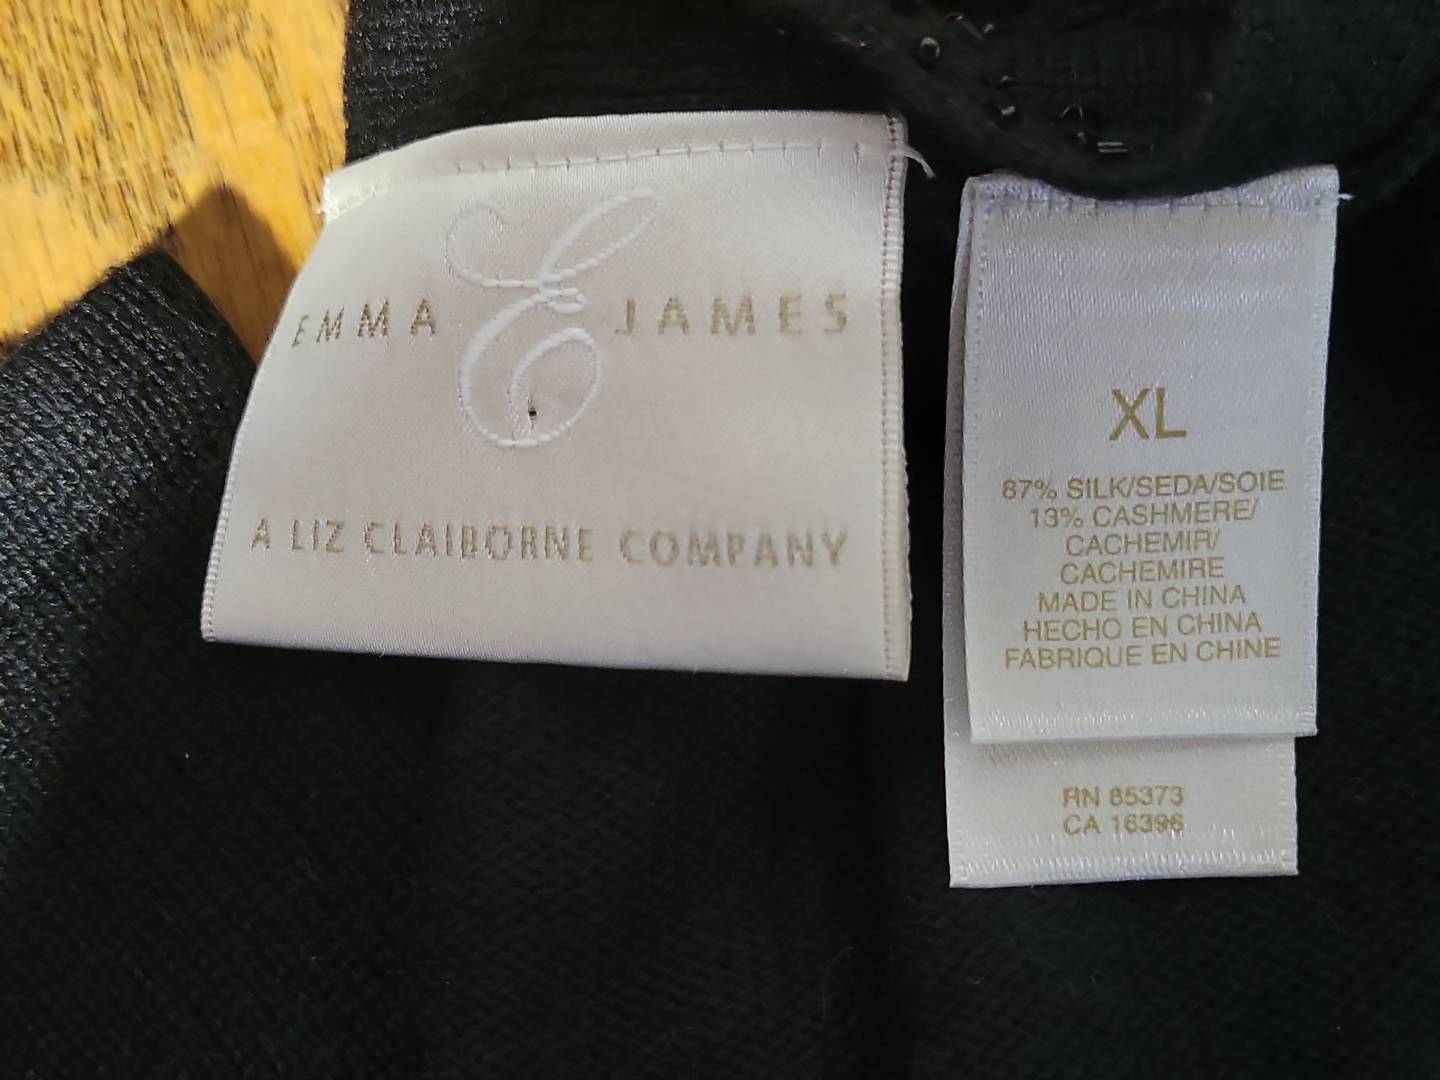 EMMA E JAMES
A LIZ CLAIBORNE COMPANY
XL
87% SILK/SEDA/SOIE
13% CASHMERE/
CACHEMIR/
CACHEMIRE
MADE IN CHINA
HECHO EN CHINA
FABRIQUE EN CHINE
RN 85373
CA 16396